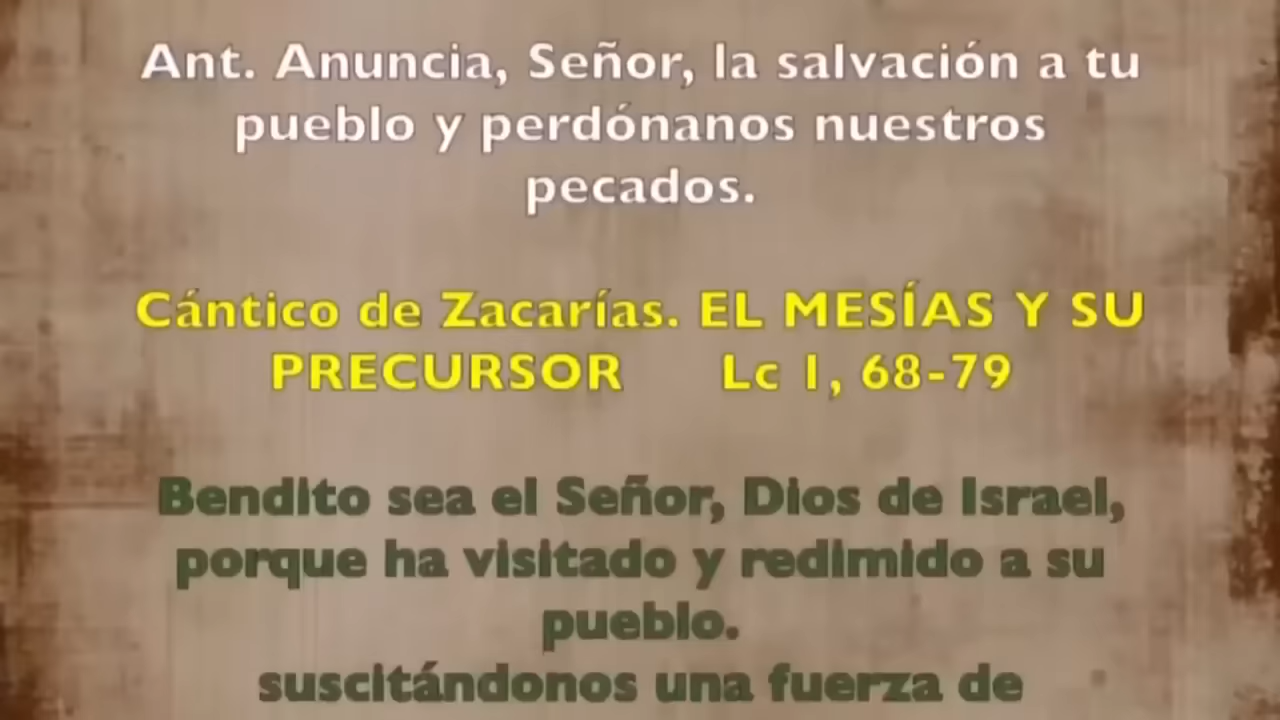 Ant. Anuncia, Señor, la salvación a tu
pueblo y perdónanos nuestros
pecados.
Cántico de Zacarías. EL MESÍAS Y SU
PRECURSOR Lc 1, 68-79
Bendito sea el Señor, Dios de Israel,
porque ha visitado y redimido a su
pueblo.
suscitándonos una fuerza de